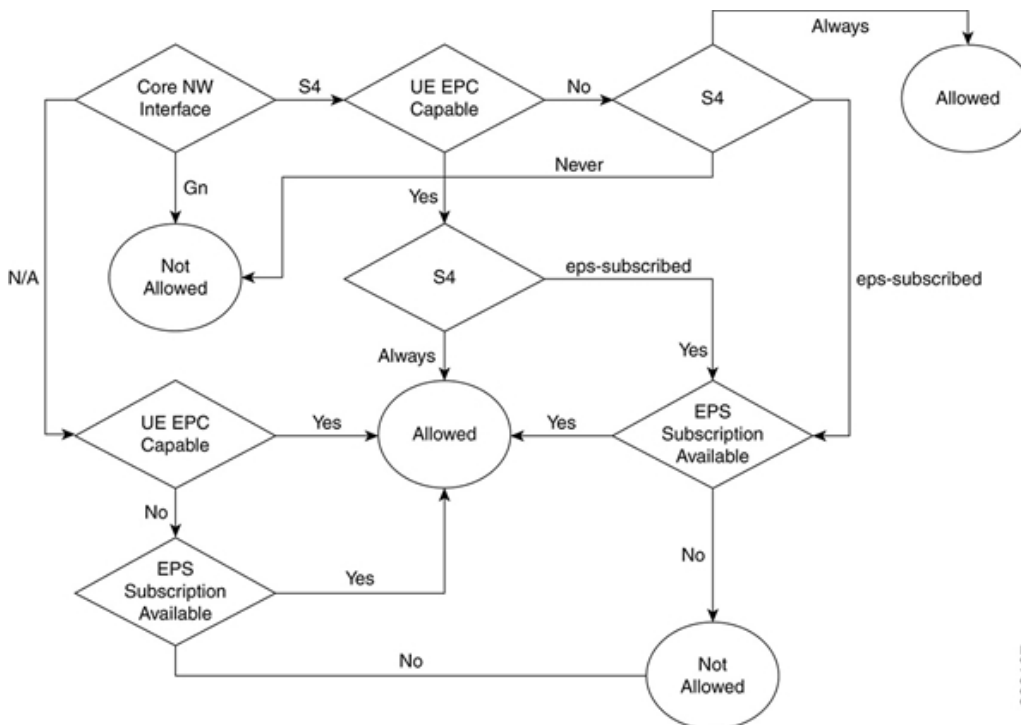 Always
Core NW
Interface
S4
UE EPC
Capable
No
S4
Allowed
Never
Gn
Yes
Not
Allowed
S4
eps-subscribed
N/A
eps-subscribed
Always
Yes
UE EPC
Capable
Yes
Allowed
Yes
EPS
Subscription
Available
No
EPS
Subscription
Available
Yes
No
No
Not
Allowed